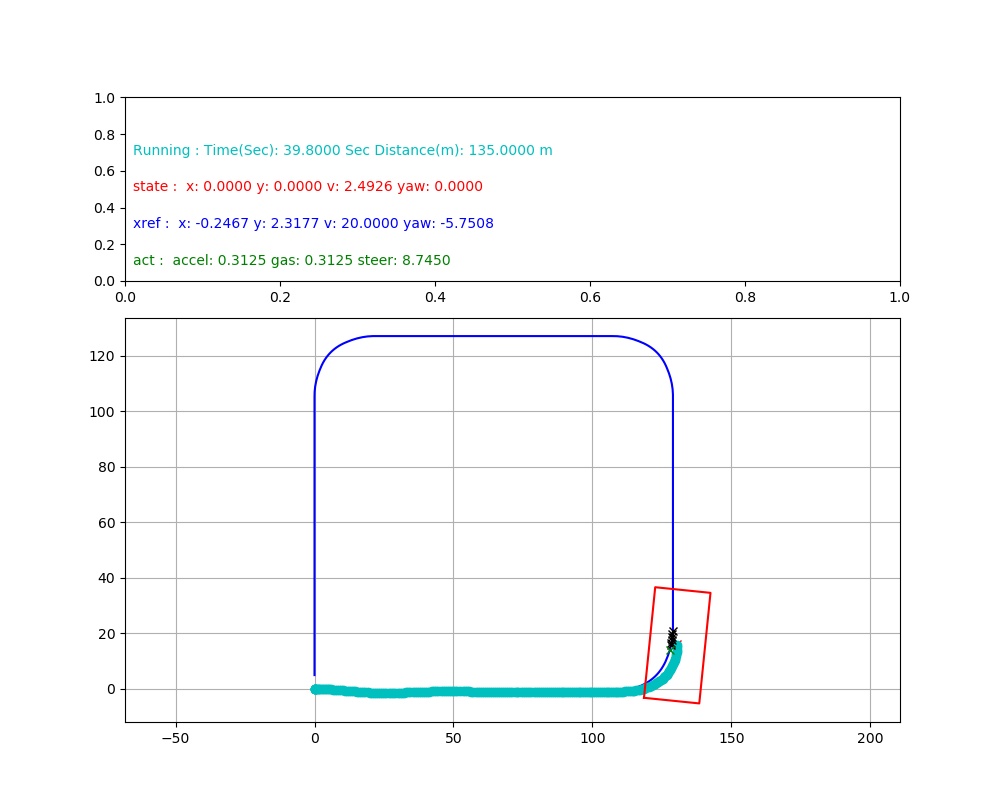 1.0
0.8
Running : Time(Sec): 39.8000 Sec Distance(m): 135.0000 m
0.6
state :  x: 0.0000 y: 0.0000 v: 2.4926 yaw: 0.0000
0.4
xref :  x: -0.2467 y: 2.3177 v: 20.0000 yaw: -5.7508
0.2
act :  accel: 0.3125 gas: 0.3125 steer: 8.7450
0.0
0.0 0.2 0.4 0.6 0.8 1.0
120
100
80
60
40
20
0
−50 0 50 100 150 200